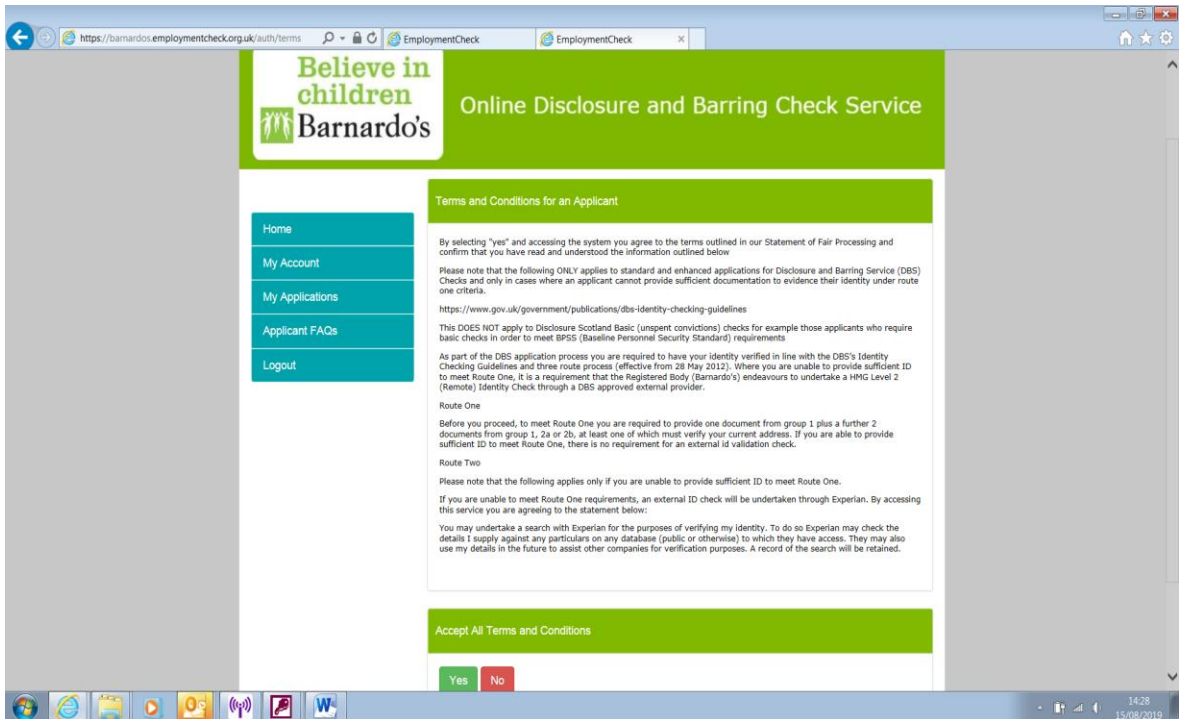 https://barnardos.employmentcheck.org.uk/auth/terms
EmploymentCheck
EmploymentCheck
Believe in
children
Barnardo's
Online Disclosure and Barring Check Service
Home
My Account
My Applications
Applicant FAQs
Logout
Terms and Conditions for an Applicant
By selecting "yes" and accessing the system you agree to the terms outlined in our Statement of Fair Processing and
confirm that you have read and understood the information outlined below
Please note that the following ONLY applies to standard and enhanced applications for Disclosure and Barring Service (DBS)
Checks and only in cases where an applicant cannot provide sufficient documentation to evidence their identity under route
one criteria.
https://www.gov.uk/government/publications/dbs-identity-checking-guidelines
This DOES NOT apply to Disclosure Scotland Basic (unspent convictions) checks for example those applicants who require
basic checks in order to meet BPSS (Baseline Personnel Security Standard) requirements
As part of the DBS application process you are required to have your identity verified in line with the DBS's Identity
Checking Guidelines and three route process (effective from 28 May 2012). Where you are unable to provide sufficient ID
to meet Route One, it is a requirement that the Registered Body (Barnardo's) endeavours to undertake a HMG Level 2
(Remote) Identity Check through a DBS approved external provider.
Route One
Before you proceed, to meet Route One you are required to provide one document from group 1 plus a further 2
documents from group 1, 2a or 2b, at least one of which must verify your current address. If you are able to provide
sufficient ID to meet Route One, there is no requirement for an external id validation check.
Route Two
Please note that the following applies only if you are unable to provide sufficient ID to meet Route One.
If you are unable to meet Route One requirements, an external ID check will be undertaken through Experian. By accessing
this service you are agreeing to the statement below:
You may undertake a search with Experian for the purposes of verifying my identity. To do so Experian may check the
details I supply against any particulars on any database (public or otherwise) to which they have access. They may also
use my details in the future to assist other companies for verification purposes. A record of the search will be retained.
Accept All Terms and Conditions
Yes No
14:28
15/08/2019